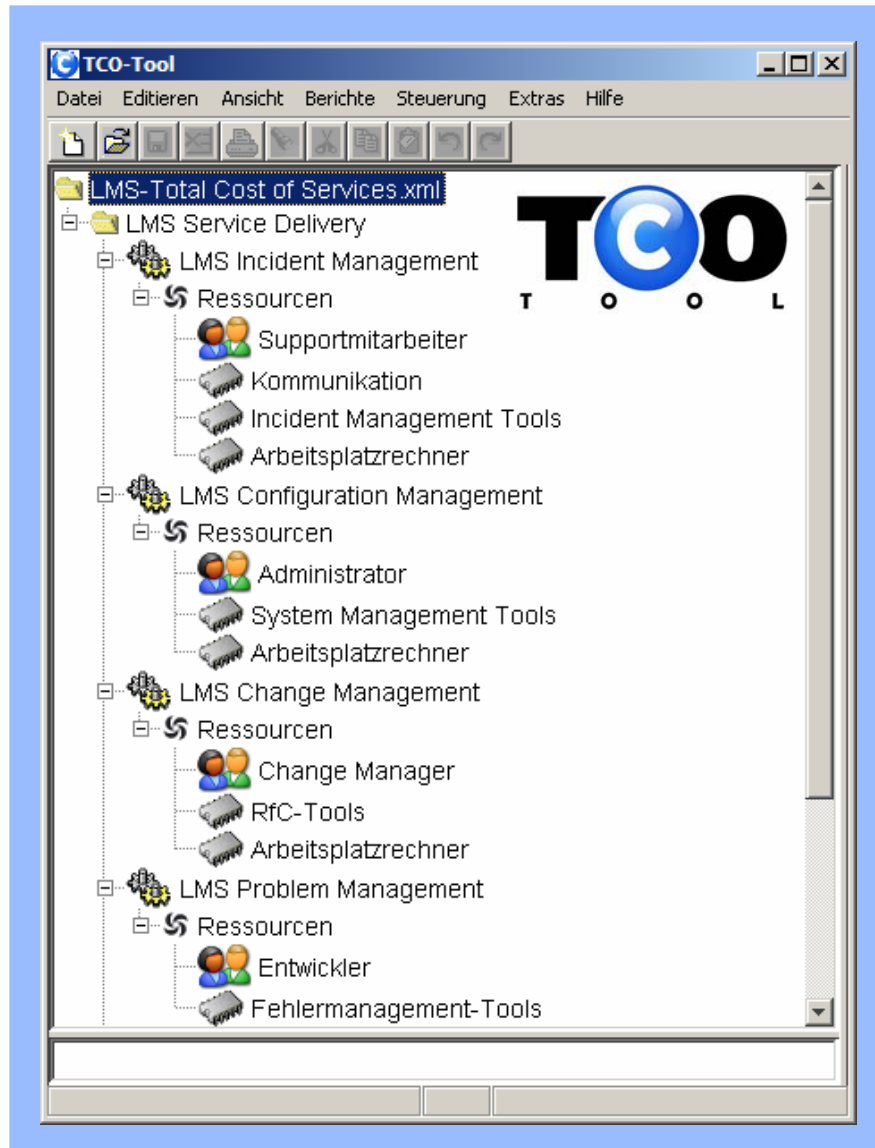 TCO-Tool
Datei Editieren Ansicht Berichte Steuerung Extras Hilfe
LMS-Total Cost of Services.xml
TCO
TOOL
LMS Service Delivery
LMS Incident Management
Ressourcen
Supportmitarbeiter
Kommunikation
Incident Management Tools
Arbeitsplatzrechner
LMS Configuration Management
Ressourcen
Administrator
System Management Tools
Arbeitsplatzrechner
LMS Change Management
Ressourcen
Change Manager
RfC-Tools
Arbeitsplatzrechner
LMS Problem Management
Ressourcen
Entwickler
Fehlermanagement-Tools